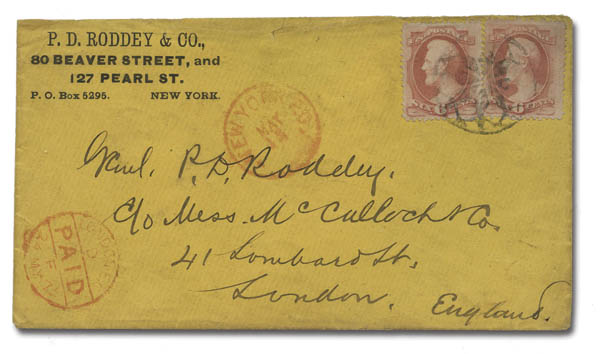 P. D. RODDEY & CO.,
80 BEAVER STREET, and
127 PEARL ST.
P. O. Box 5295. NEW YORK.
NEW YORK
Genl. P. D. Roddey.
C/o Mess. McCulloch & Co.
41 Lombard St.
London.
England.
PAID